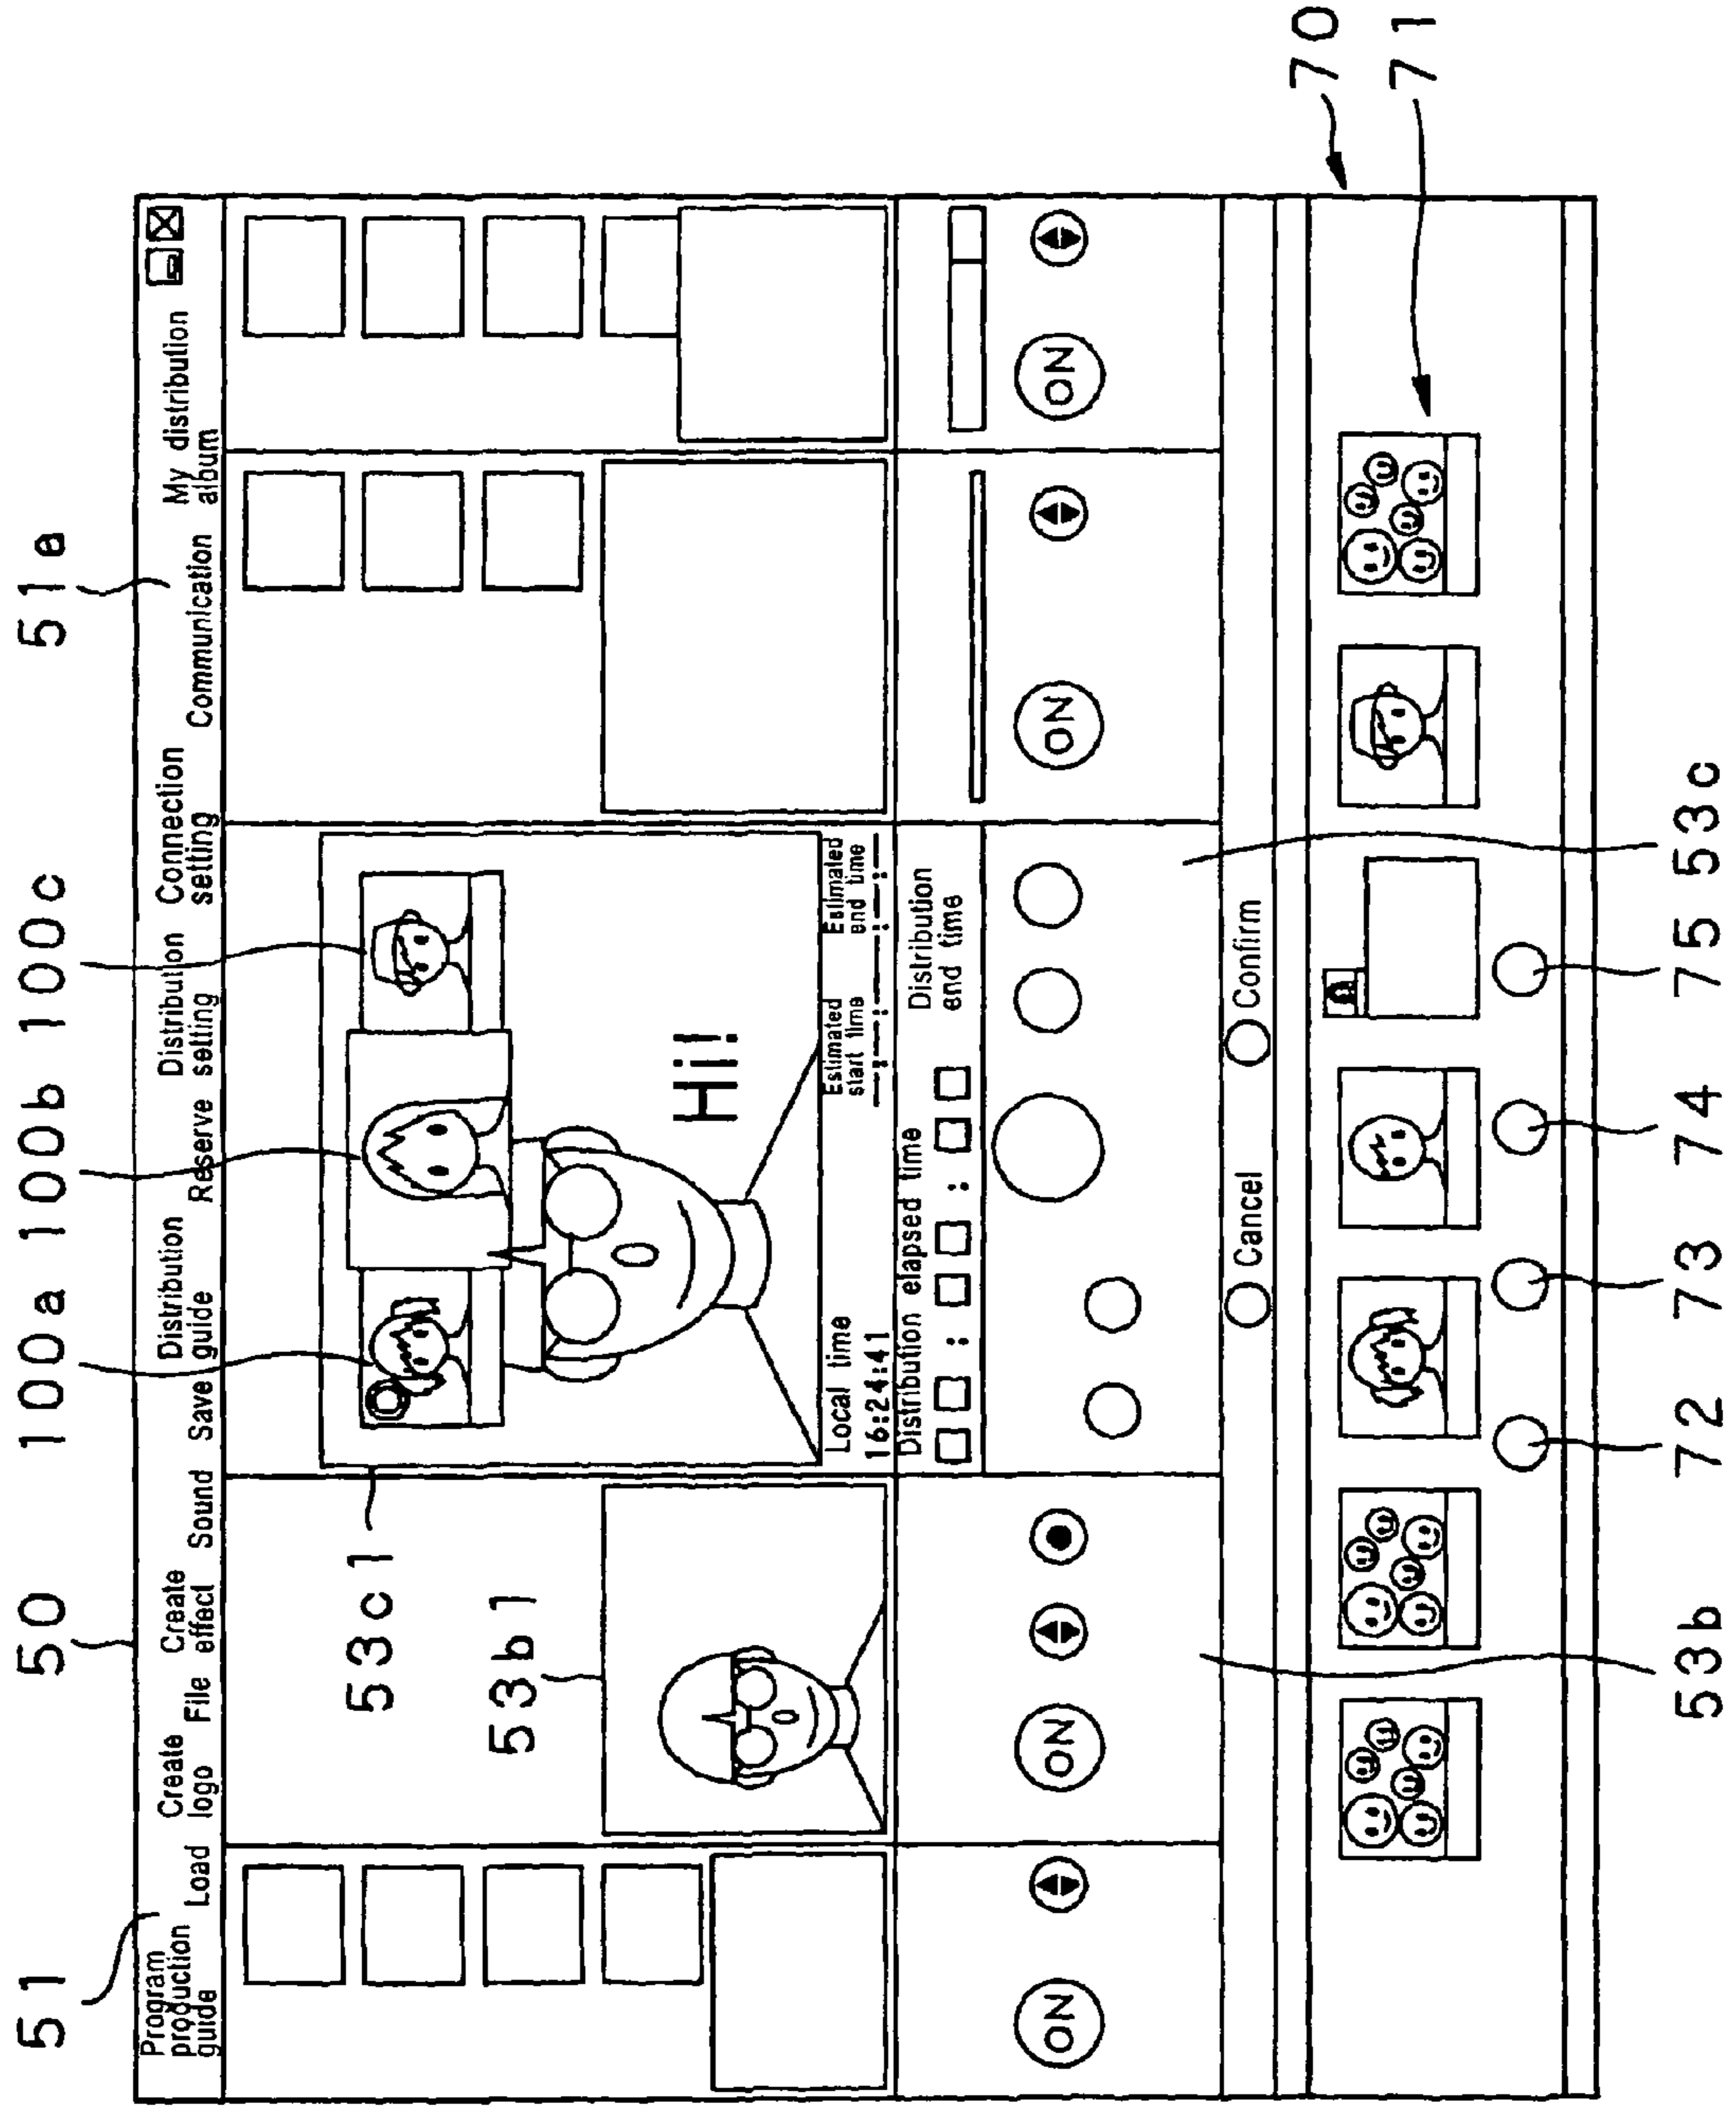 50
51
51a
100a
100b
100c
Program
production
guide
Load
Create
logo
File
Create
effect
Sound
Save
Distribution
guide
Reserve
Distribution
setting
Connection
setting
Communication
My distribution
album
53c1
53b1
Hi!
Local time
16:24:41
Estimated
start time
--:--:--
Estimated
end time
--:--:--
Distribution elapsed time
: :
Distribution
end time
ON
ON
ON
ON
Cancel
Confirm
70
71
53b
72
73
74
75
53c